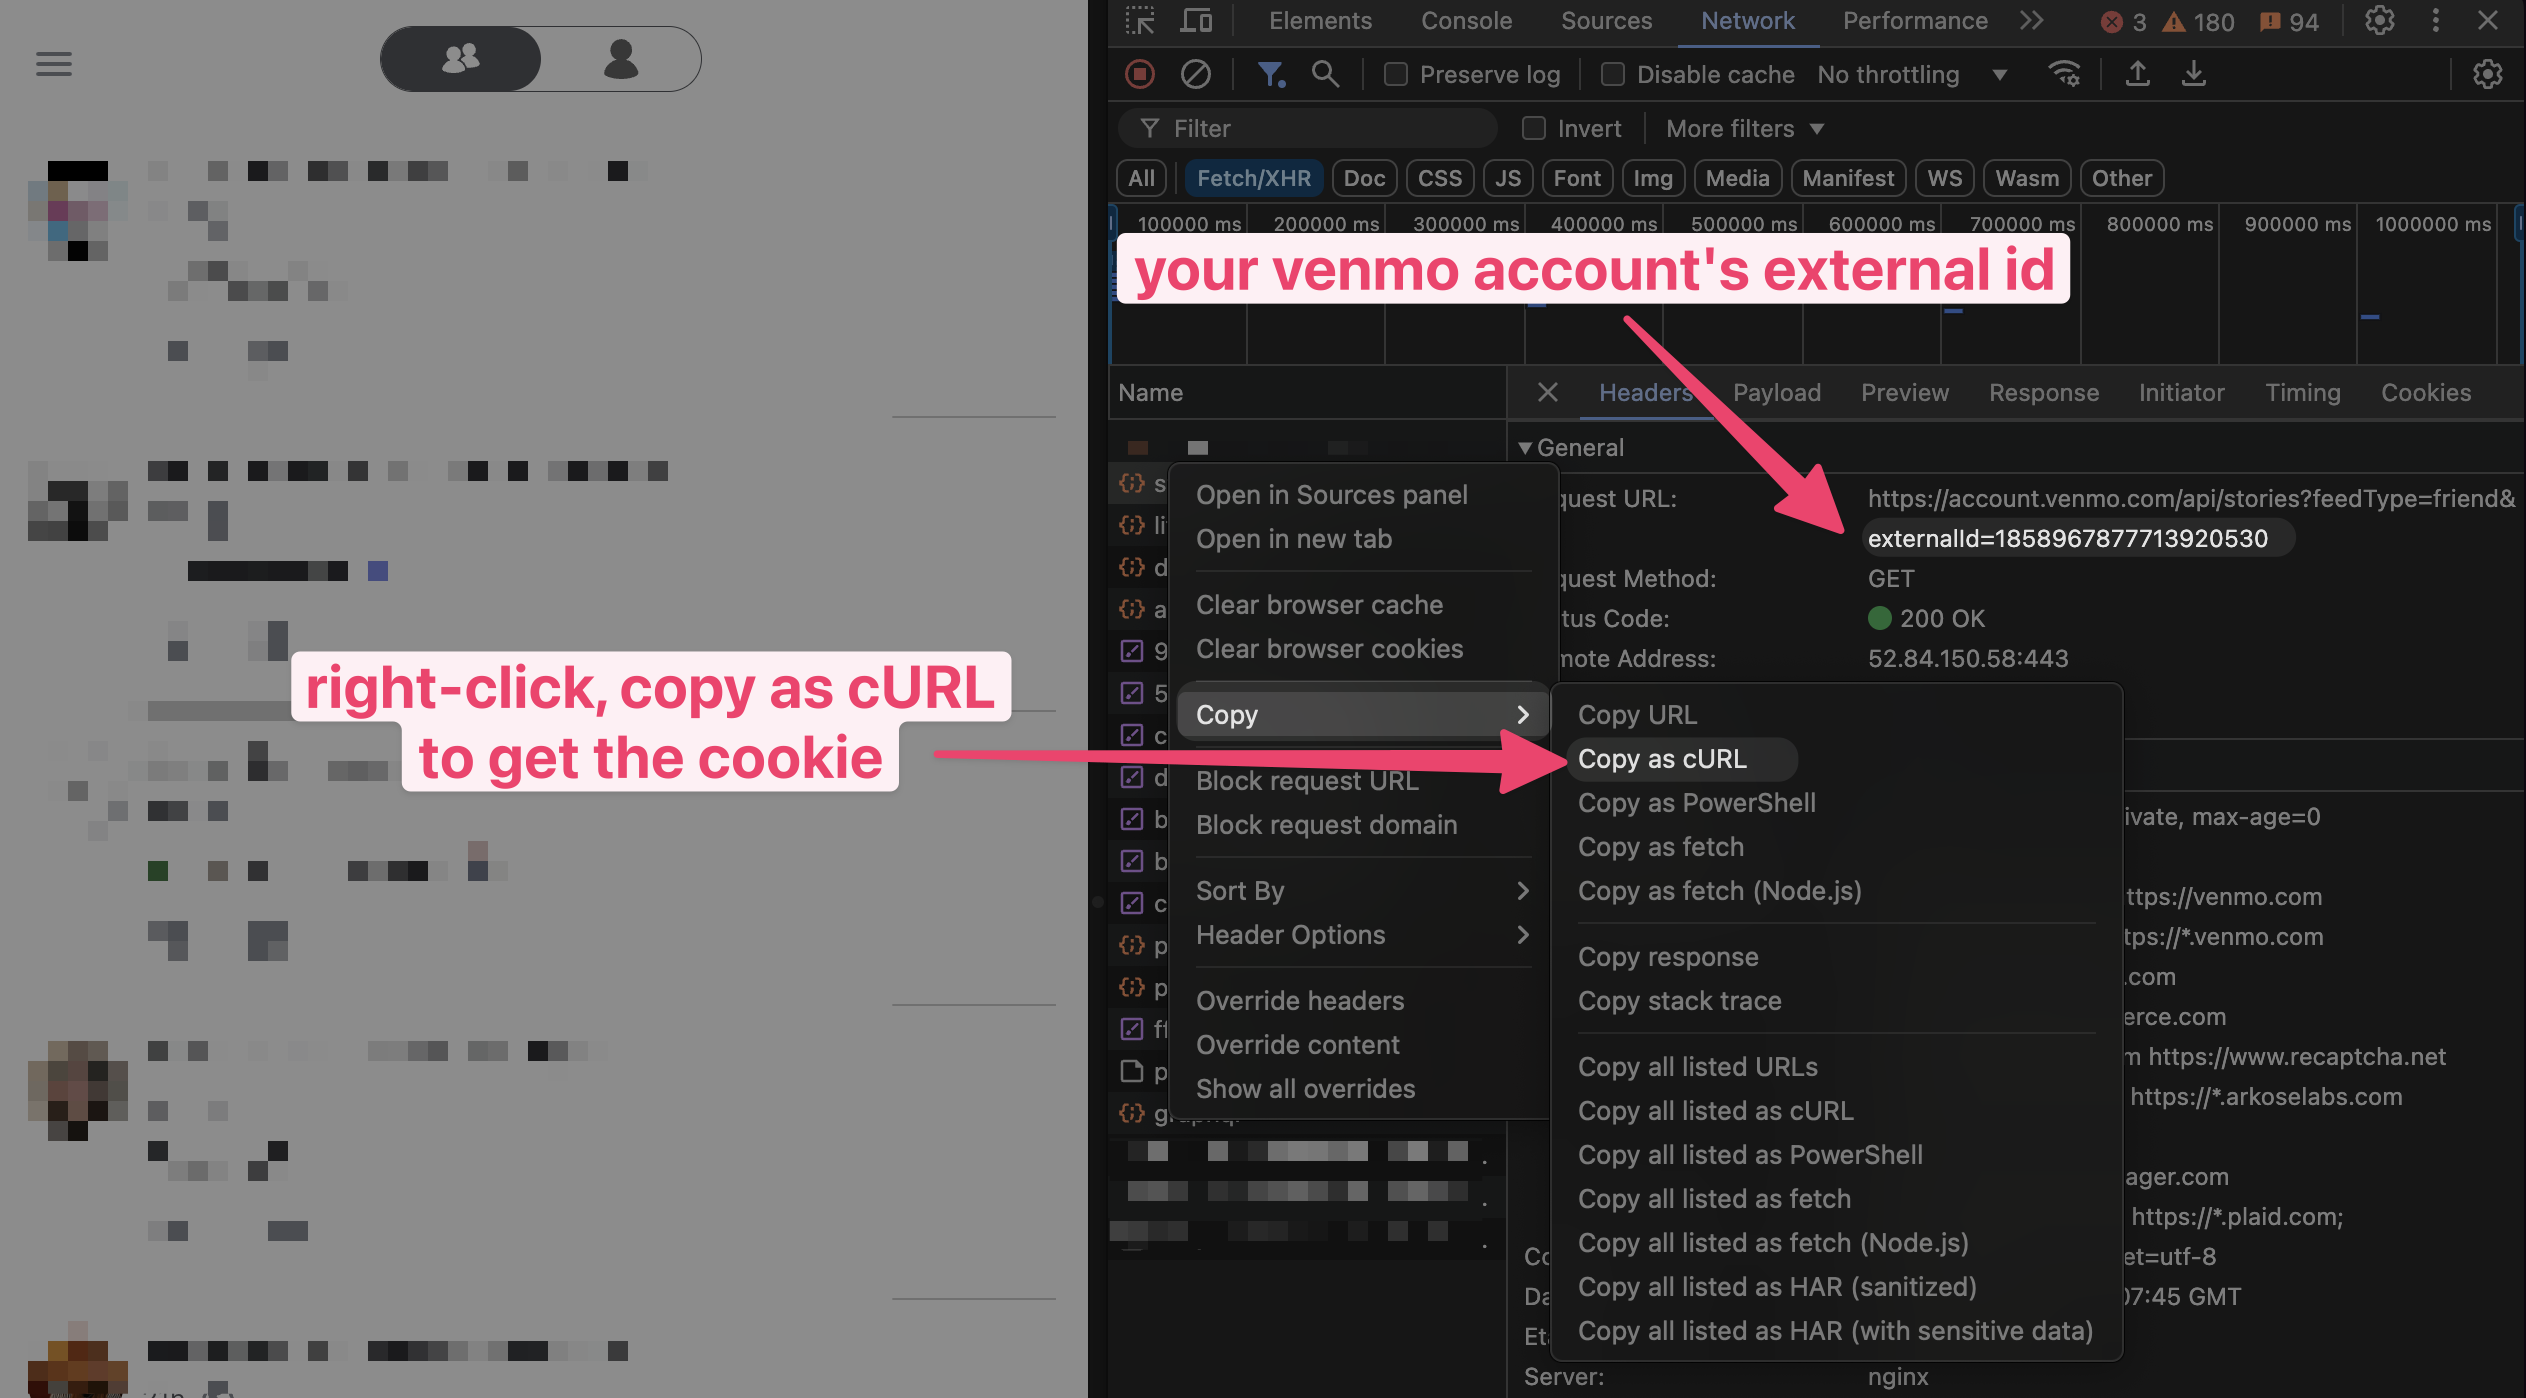 Elements Console Sources Network Performance 3 180 94
Preserve log Disable cache No throttling
Filter Invert More filters
All Fetch/XHR Doc CSS JS Font Img Media Manifest WS Wasm Other
100000 ms 200000 ms 300000 ms 400000 ms 500000 ms 600000 ms 700000 ms 800000 ms 900000 ms 1000000 ms
your venmo account's external id
Name
Headers Payload Preview Response Initiator Timing Cookies
General
quest URL: https://account.venmo.com/api/stories?feedType=friend&
externalId=1858967877713920530
quest Method: GET
tus Code: 200 OK
mote Address: 52.84.150.58:443
s
li
d
a
9
5
c
d
b
b
c
p
p
ff
p
Open in Sources panel
Open in new tab
Clear browser cache
Clear browser cookies
Copy
Block request URL
Block request domain
Sort By
Header Options
Override headers
Override content
Show all overrides
right-click, copy as cURL
to get the cookie
Copy URL
Copy as cURL
Copy as PowerShell
Copy as fetch
Copy as fetch (Node.js)
Copy response
Copy stack trace
Copy all listed URLs
Copy all listed as cURL
Copy all listed as PowerShell
Copy all listed as fetch
Copy all listed as fetch (Node.js)
Copy all listed as HAR (sanitized)
Copy all listed as HAR (with sensitive data)
ivate, max-age=0
ttps://venmo.com
tps://*.venmo.com
.com
erce.com
m https://www.recaptcha.net
https://*.arkoselabs.com
ager.com
https://*.plaid.com;
Co et=utf-8
Da 07:45 GMT
Et
Server: nginx